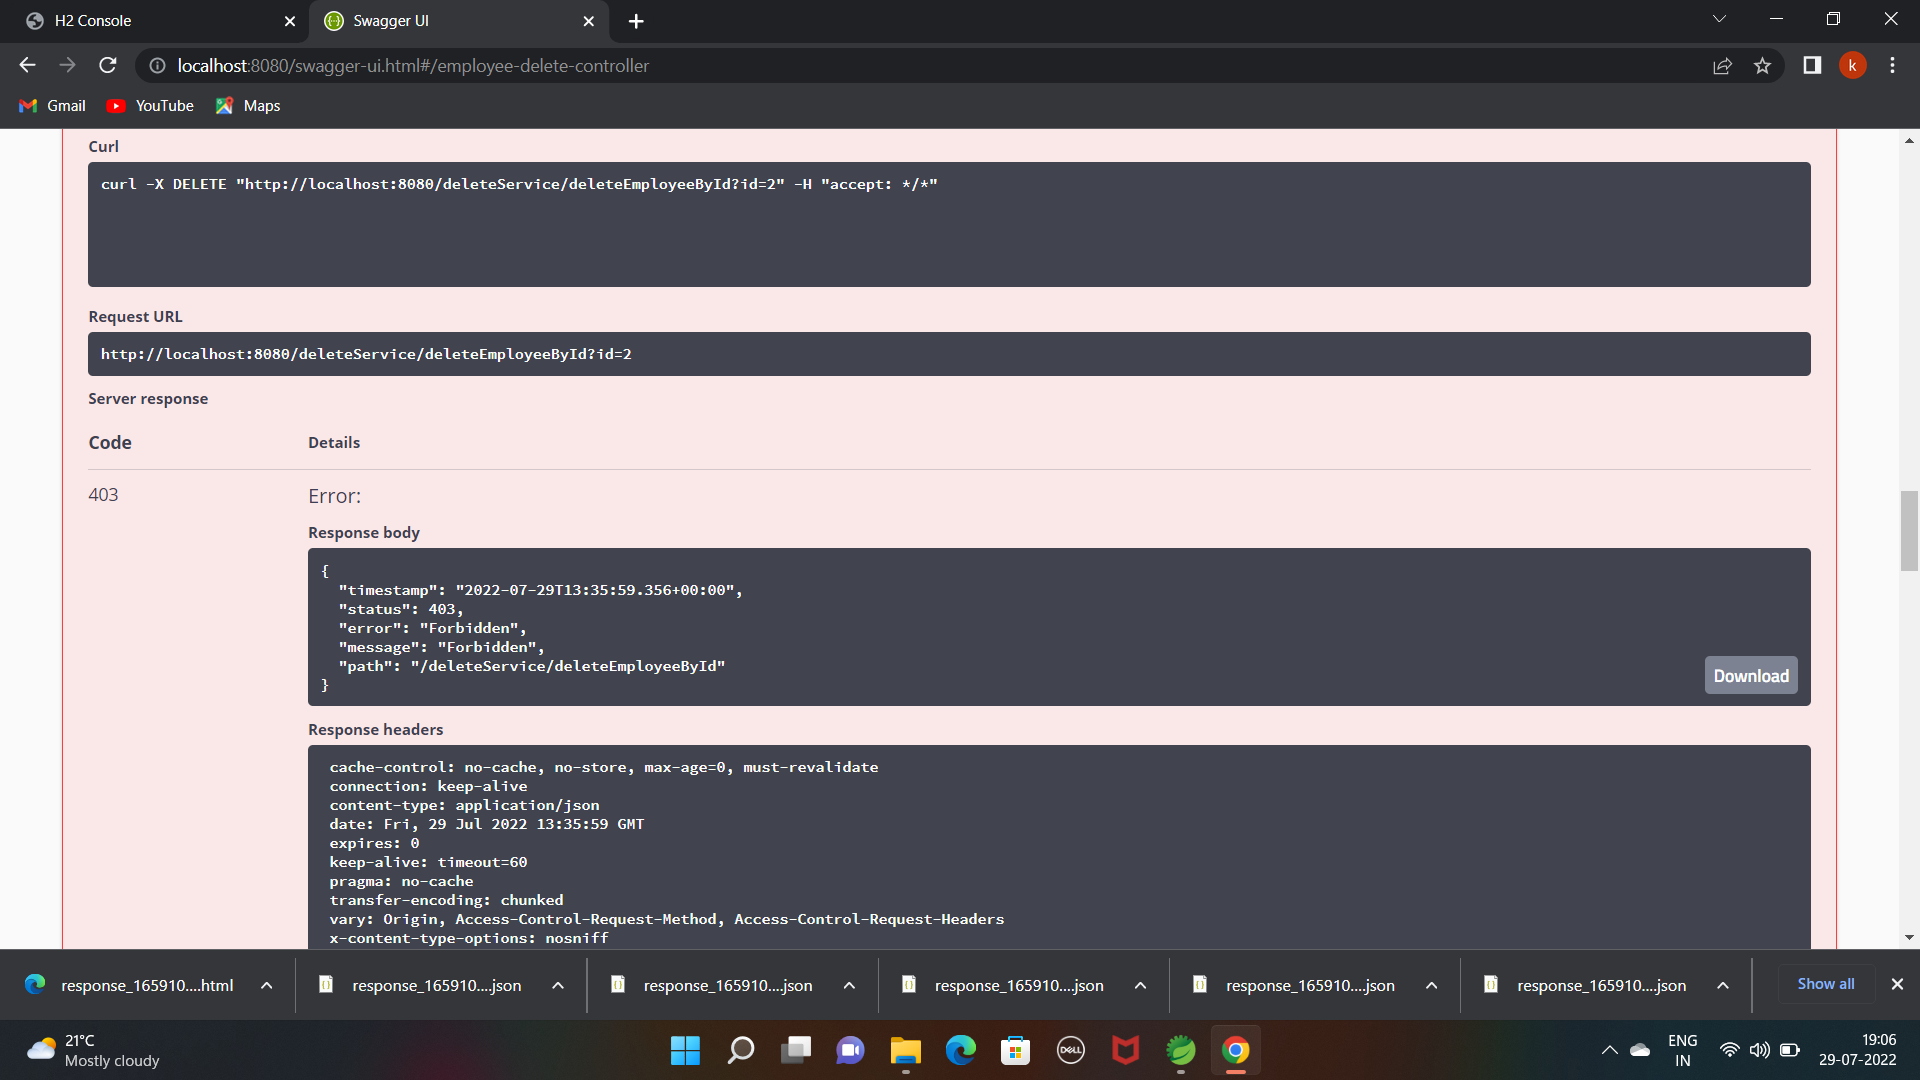 H2 Console
Swagger UI
localhost:8080/swagger-ui.html#/employee-delete-controller
k
Gmail
YouTube
Maps
Curl
curl -X DELETE "http://localhost:8080/deleteService/deleteEmployeeById?id=2" -H "accept: */*"
Request URL
http://localhost:8080/deleteService/deleteEmployeeById?id=2
Server response
Code Details
403 Error:
Response body
{
"timestamp": "2022-07-29T13:35:59.356+00:00",
"status": 403,
"error": "Forbidden",
"message": "Forbidden",
"path": "/deleteService/deleteEmployeeById"
}
Download
Response headers
cache-control: no-cache, no-store, max-age=0, must-revalidate
connection: keep-alive
content-type: application/json
date: Fri, 29 Jul 2022 13:35:59 GMT
expires: 0
keep-alive: timeout=60
pragma: no-cache
transfer-encoding: chunked
vary: Origin, Access-Control-Request-Method, Access-Control-Request-Headers
x-content-type-options: nosniff
response_165910....html response_165910....json response_165910....json response_165910....json response_165910....json response_165910....json Show all
21°C
Mostly cloudy
DELL
ENG
IN
19:06
29-07-2022